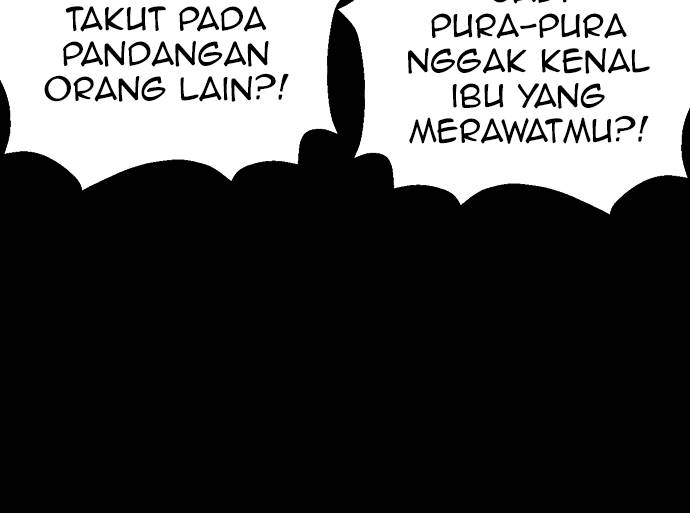 TAKUT PADA
PANDANGAN
ORANG LAIN?!
PURA-PURA
NGGAK KENAL
IBU YANG
MERAWATMU?!